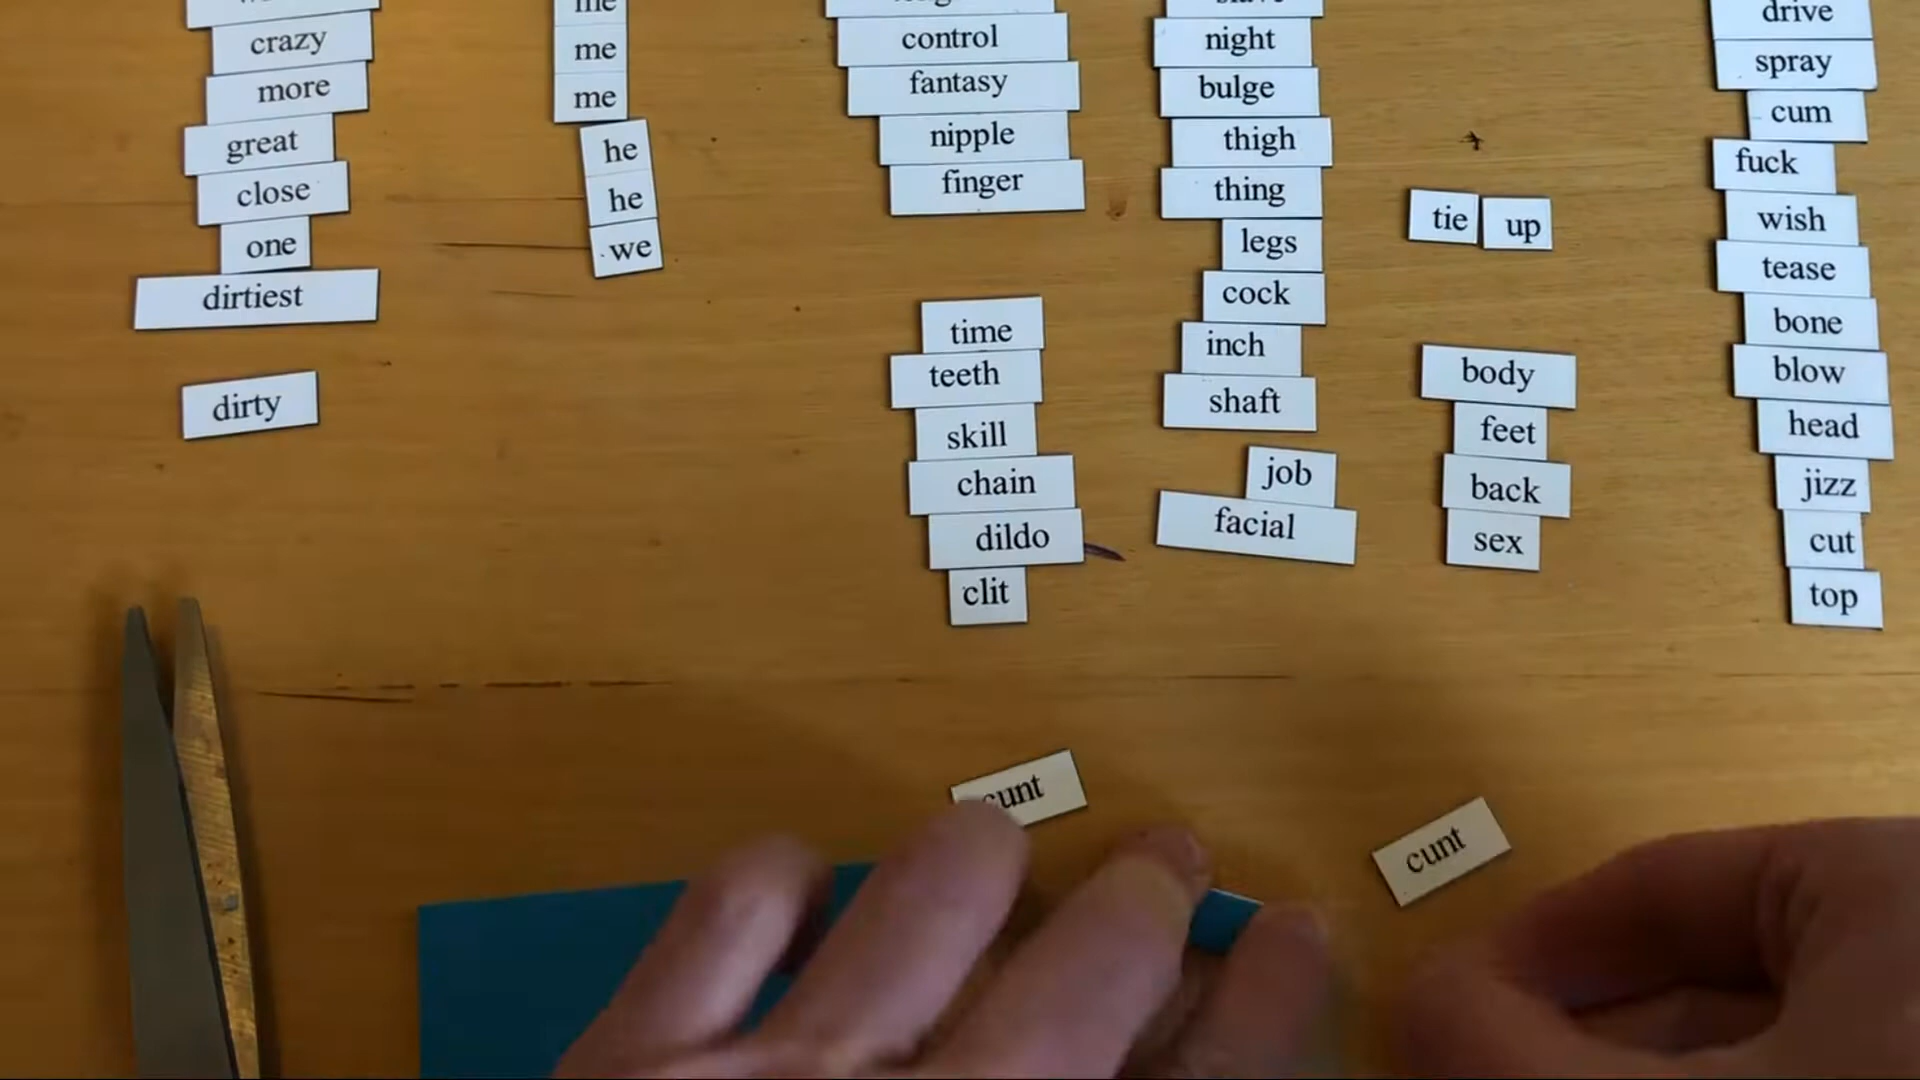 crazy
more
great
close
one
dirtiest
dirty
me
me
me
he
he
we
control
fantasy
nipple
finger
time
teeth
skill
chain
dildo
clit
slave
night
bulge
thigh
thing
legs
cock
inch
shaft
job
facial
tie up
body
feet
back
sex
drive
spray
cum
fuck
wish
tease
bone
blow
head
jizz
cut
top
cunt
cunt